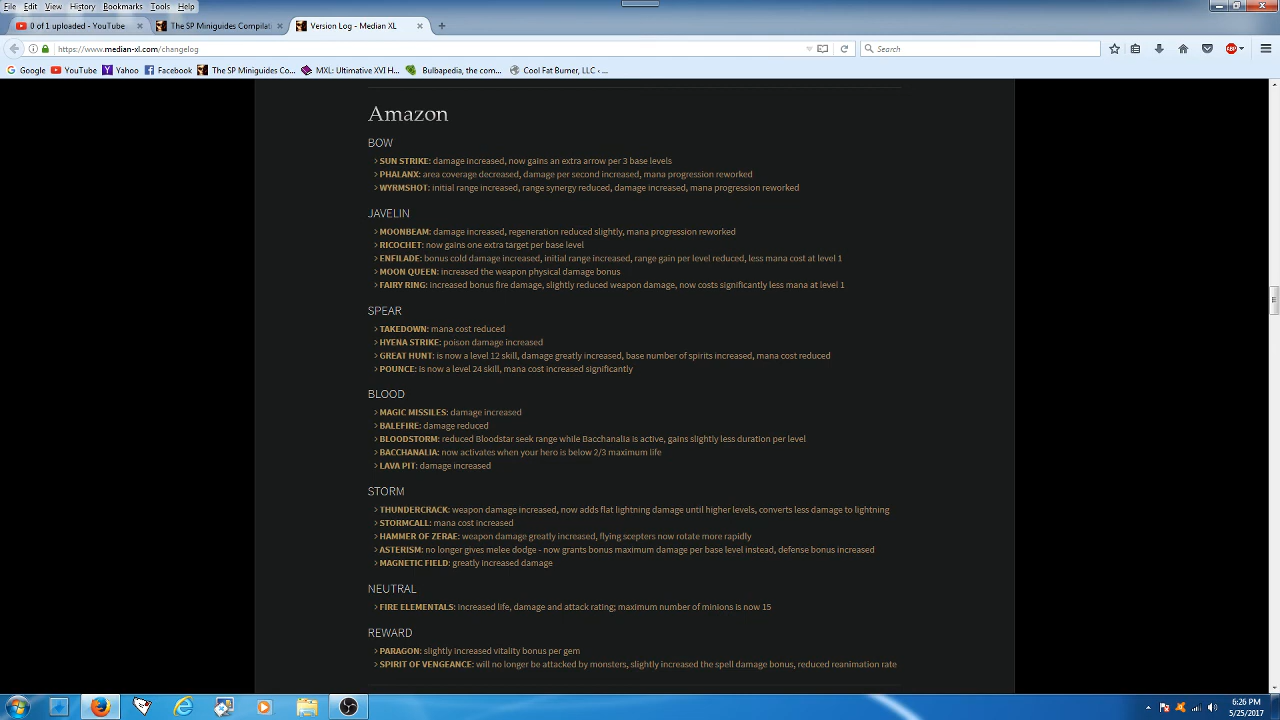 File Edit View History Bookmarks Tools Help
0 of 1 uploaded - YouTube
The SP Miniguides Compilat
Version Log - Median XL
https://www.median-xl.com/changelog
Search
Google YouTube Yahoo Facebook The SP Miniguides Co... MXL: Ultimative XVI H... Bulbapedia, the com... Cool Fat Burner, LLC ‹ ...
Amazon
BOW
> SUN STRIKE: damage increased, now gains an extra arrow per 3 base levels
> PHALANX: area coverage decreased, damage per second increased, mana progression reworked
> WYRMSHOT: initial range increased, range synergy reduced, damage increased, mana progression reworked
JAVELIN
> MOONBEAM: damage increased, regeneration reduced slightly, mana progression reworked
> RICOCHET: now gains one extra target per base level
> ENFILADE: bonus cold damage increased, initial range increased, range gain per level reduced, less mana cost at level 1
> MOON QUEEN: increased the weapon physical damage bonus
> FAIRY RING: increased bonus fire damage, slightly reduced weapon damage, now costs significantly less mana at level 1
SPEAR
> TAKEDOWN: mana cost reduced
> HYENA STRIKE: poison damage increased
> GREAT HUNT: is now a level 12 skill, damage greatly increased, base number of spirits increased, mana cost reduced
> POUNCE: is now a level 24 skill, mana cost increased significantly
BLOOD
> MAGIC MISSILES: damage increased
> BALEFIRE: damage reduced
> BLOODSTORM: reduced Bloodstar seek range while Bacchanalia is active, gains slightly less duration per level
> BACCHANALIA: now activates when your hero is below 2/3 maximum life
> LAVA PIT: damage increased
STORM
> THUNDERCRACK: weapon damage increased, now adds flat lightning damage until higher levels, converts less damage to lightning
> STORMCALL: mana cost increased
> HAMMER OF ZERAE: weapon damage greatly increased, flying scepters now rotate more rapidly
> ASTERISM: no longer gives melee dodge - now grants bonus maximum damage per base level instead, defense bonus increased
> MAGNETIC FIELD: greatly increased damage
NEUTRAL
> FIRE ELEMENTALS: increased life, damage and attack rating; maximum number of minions is now 15
REWARD
> PARAGON: slightly increased vitality bonus per gem
> SPIRIT OF VENGEANCE: will no longer be attacked by monsters, slightly increased the spell damage bonus, reduced reanimation rate
6:26 PM
5/25/2017